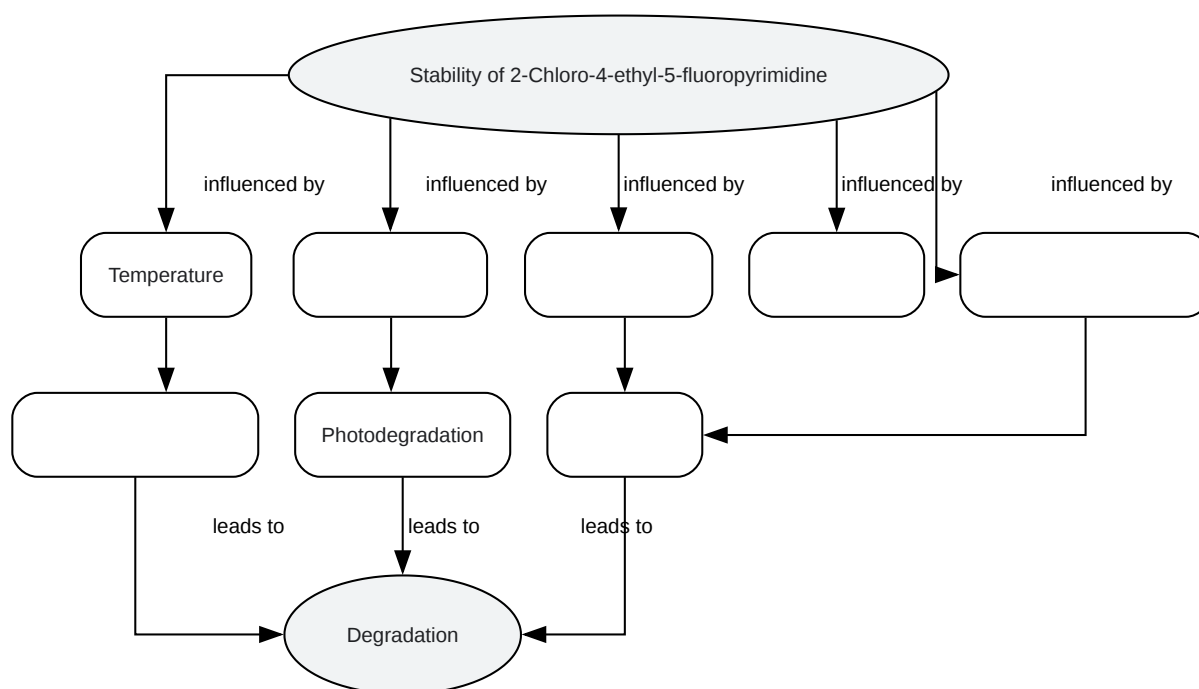 Stability of 2-Chloro-4-ethyl-5-fluoropyrimidine
influenced by influenced by influenced by influenced by influenced by
Temperature
Photodegradation
leads to leads to leads to
Degradation